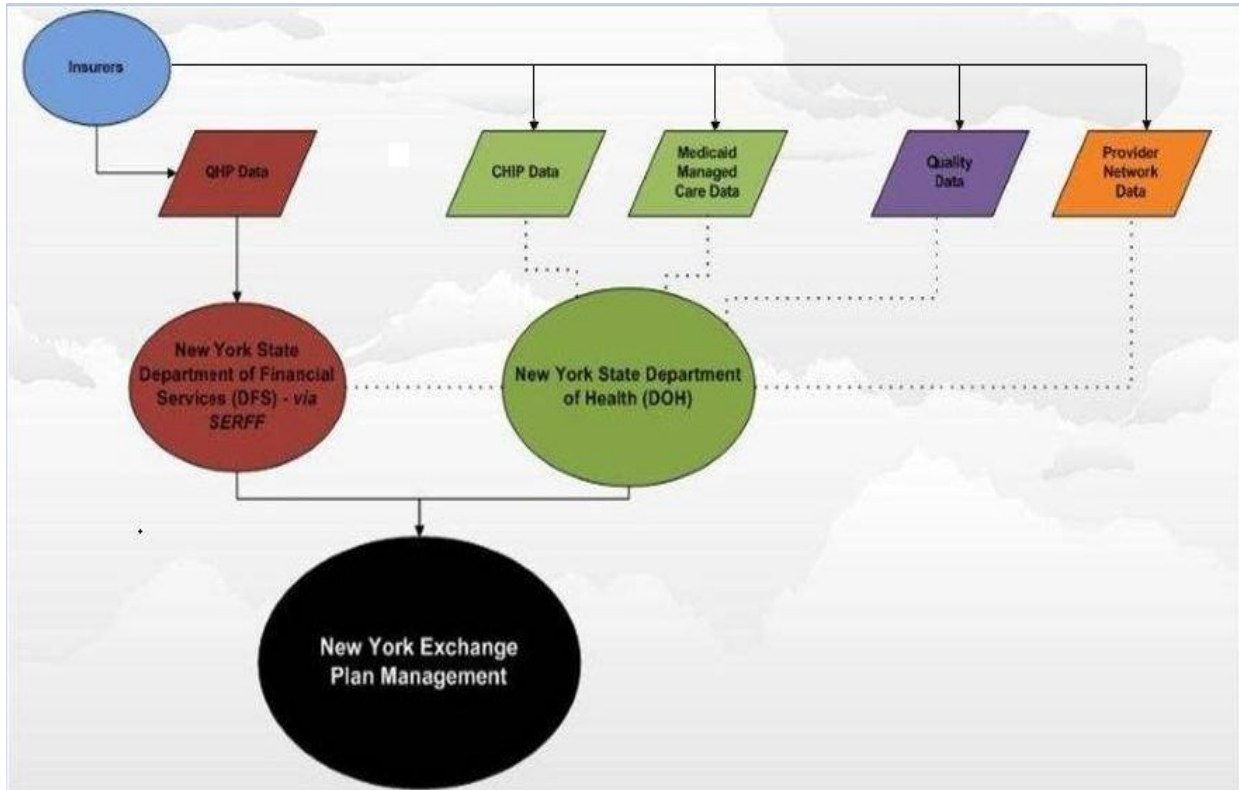 Insurers
QHP Data
CHIP Data
Medicaid
Managed
Care Data
Quality
Data
Provider
Network
Data
New York State
Department of Financial
Services (DFS) - via
SERFF
New York State Department
of Health (DOH)
New York Exchange
Plan Management